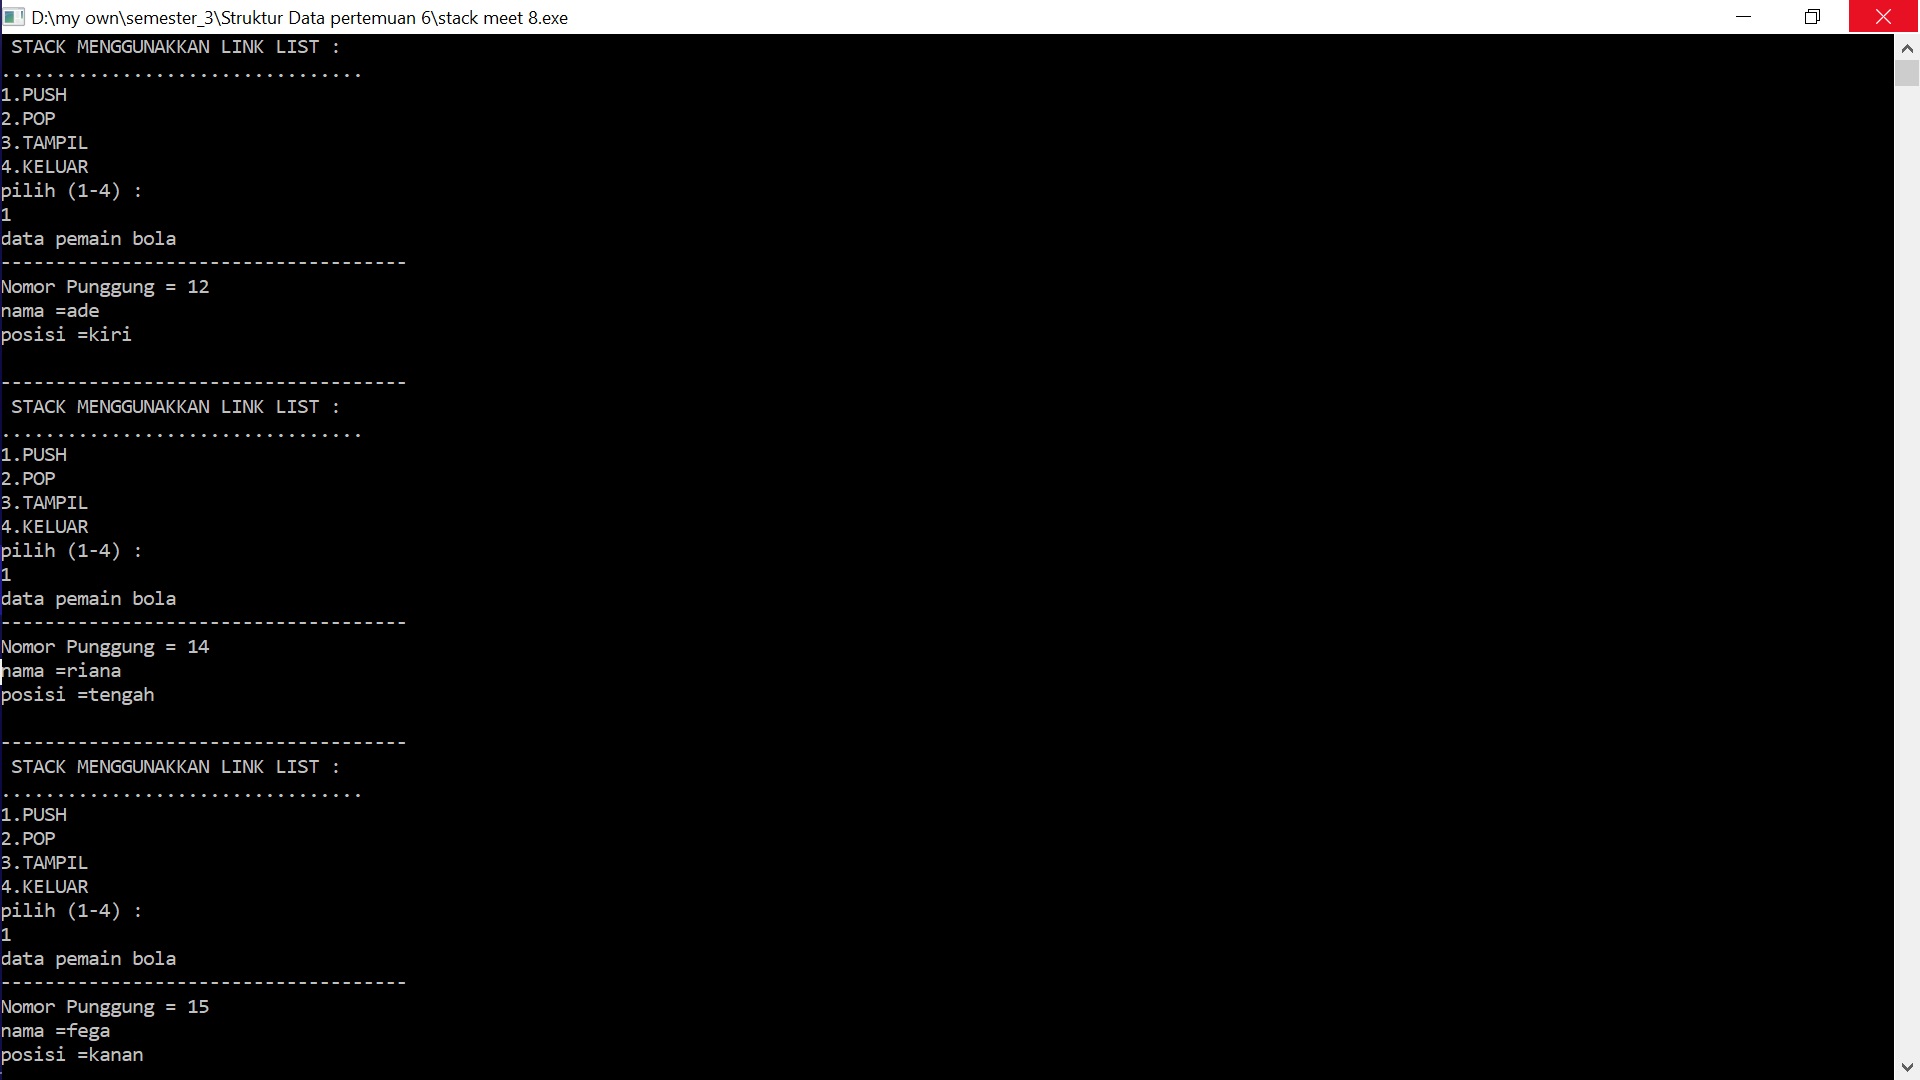 D:\my own\semester_3\Struktur Data pertemuan 6\stack meet 8.exe
STACK MENGGUNAKKAN LINK LIST :
.................................
1.PUSH
2.POP
3.TAMPIL
4.KELUAR
pilih (1-4) :
1
data pemain bola
-------------------------------------
Nomor Punggung = 12
nama =ade
posisi =kiri
-------------------------------------
STACK MENGGUNAKKAN LINK LIST :
.................................
1.PUSH
2.POP
3.TAMPIL
4.KELUAR
pilih (1-4) :
1
data pemain bola
-------------------------------------
Nomor Punggung = 14
nama =riana
posisi =tengah
-------------------------------------
STACK MENGGUNAKKAN LINK LIST :
.................................
1.PUSH
2.POP
3.TAMPIL
4.KELUAR
pilih (1-4) :
1
data pemain bola
-------------------------------------
Nomor Punggung = 15
nama =fega
posisi =kanan